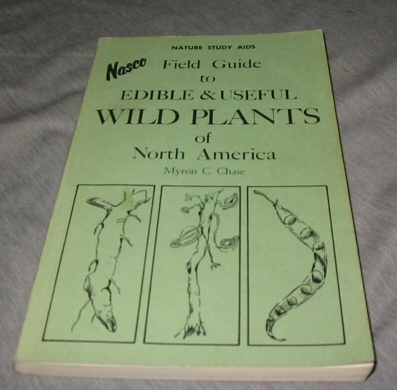 NATURE STUDY AIDS
Nasco
Field Guide
to
EDIBLE & USEFUL
WILD PLANTS
of
North America
Myron C. Chase